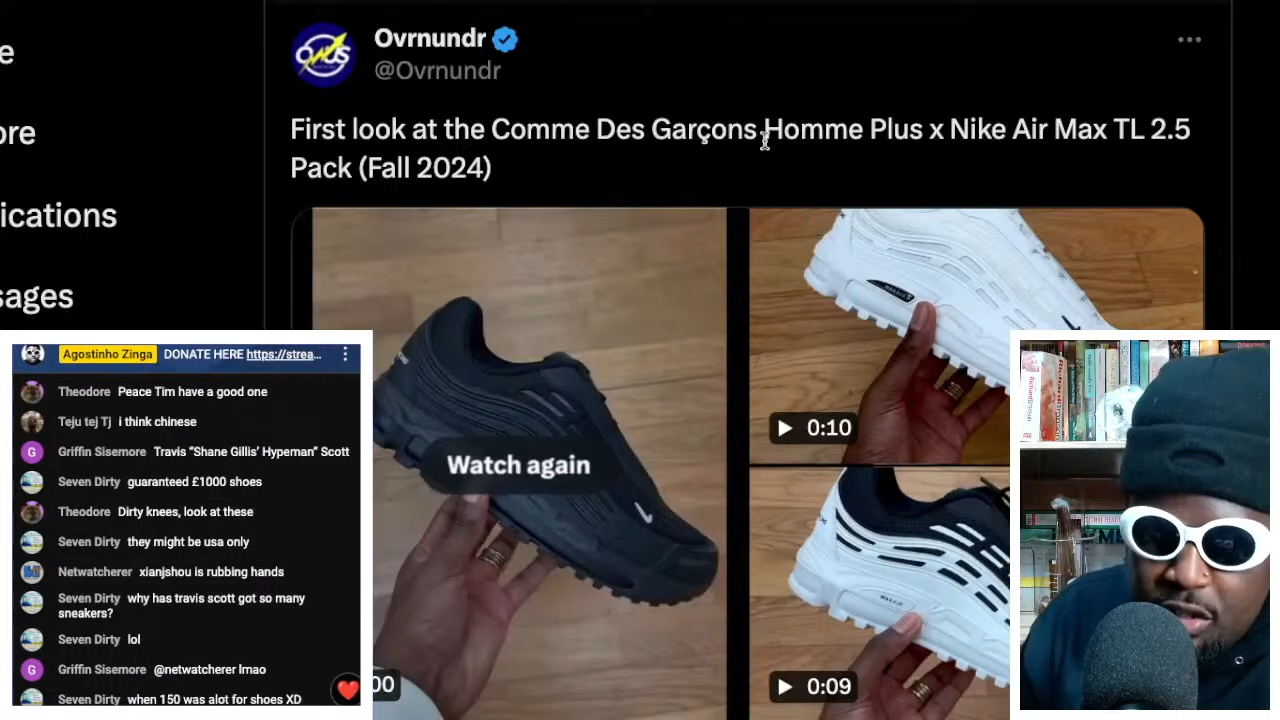 e
ore
ications
sages
Ovrnundr
@Ovrnundr
First look at the Comme Des Garçons Homme Plus x Nike Air Max TL 2.5
Pack (Fall 2024)
Watch again
0:10
0:09
00
Agostinho Zinga DONATE HERE https://strea...
Theodore Peace Tim have a good one
Teju tej Tj i think chinese
G Griffin Sisemore Travis “Shane Gillis’ Hypeman” Scott
Seven Dirty guaranteed £1000 shoes
Theodore Dirty knees, look at these
Seven Dirty they might be usa only
Netwatcherer xianjshou is rubbing hands
Seven Dirty why has travis scott got so many
sneakers?
Seven Dirty lol
G Griffin Sisemore @netwatcherer lmao
Seven Dirty when 150 was alot for shoes XD